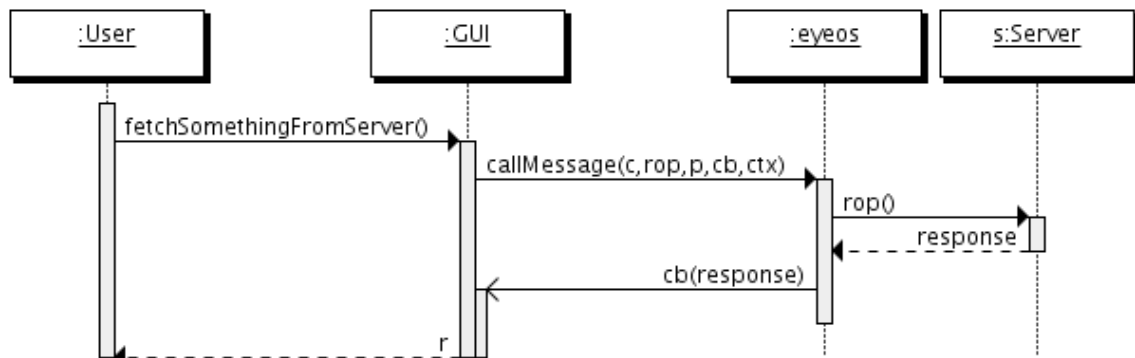 :User
:GUI
:eyeos
s:Server
fetchSomethingFromServer()
callMessage(c,rop,p,cb,ctx)
rop()
response
cb(response)
r